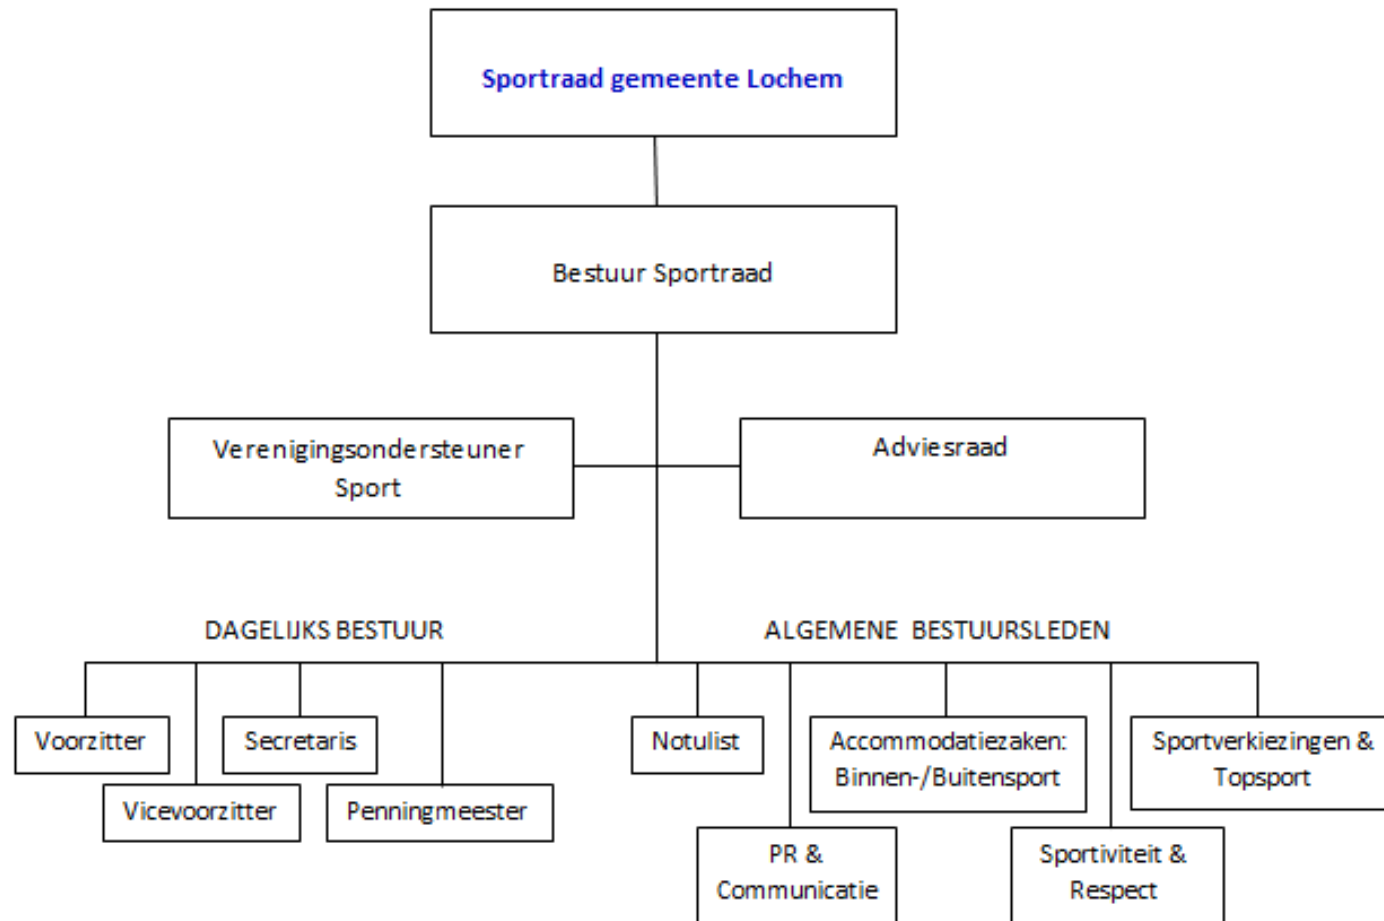 Sportraad gemeente Lochem
Bestuur Sportraad
Verenigingsondersteuner
Sport
Adviesraad
DAGELIJKS BESTUUR
ALGEMENE BESTUURSLEDEN
Voorzitter
Vicevoorzitter
Secretaris
Penningmeester
Notulist
PR &
Communicatie
Accommodatiezaken:
Binnen-/Buitensport
Sportiviteit &
Respect
Sportverkiezingen &
Topsport